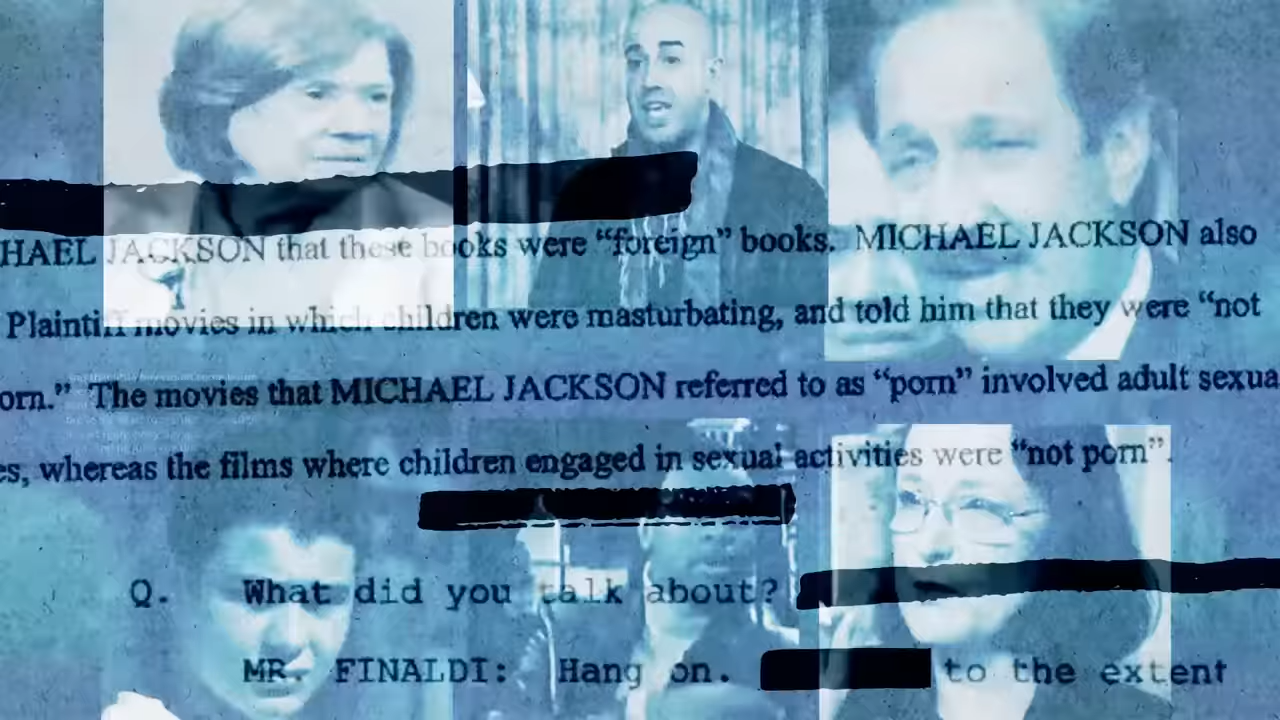 HAEL JACKSON that these books were “foreign” books. MICHAEL JACKSON also
Plaintiff movies in which children were masturbating, and told him that they were “not
orn.” The movies that MICHAEL JACKSON referred to as “porn” involved adult sexua
es, whereas the films where children engaged in sexual activities were “not porn”.
Q. What did you talk about?
MR. FINALDI: Hang on. to the extent